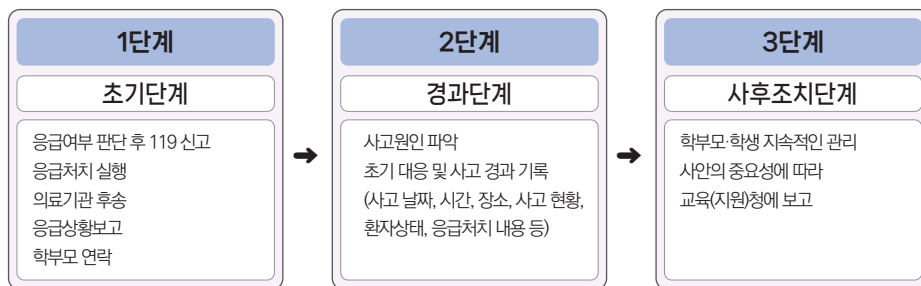 1단계
초기단계
응급여부 판단 후 119 신고
응급처치 실행
의료기관 후송
응급상황보고
학부모 연락
2단계
경과단계
사고원인 파악
초기 대응 및 사고 경과 기록
(사고 날짜, 시간, 장소, 사고 현황,
환자상태, 응급처치 내용 등)
3단계
사후조치단계
학부모·학생 지속적인 관리
사안의 중요성에 따라
교육(지원)청에 보고